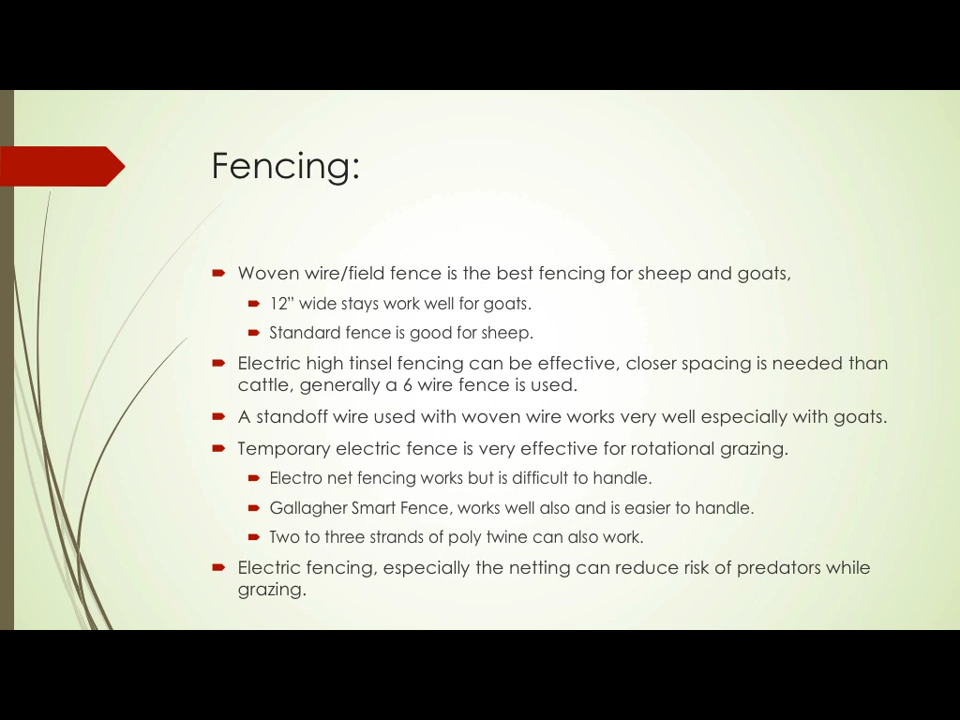 Fencing:
Woven wire/field fence is the best fencing for sheep and goats,
12” wide stays work well for goats.
Standard fence is good for sheep.
Electric high tinsel fencing can be effective, closer spacing is needed than
cattle, generally a 6 wire fence is used.
A standoff wire used with woven wire works very well especially with goats.
Temporary electric fence is very effective for rotational grazing.
Electro net fencing works but is difficult to handle.
Gallagher Smart Fence, works well also and is easier to handle.
Two to three strands of poly twine can also work.
Electric fencing, especially the netting can reduce risk of predators while
grazing.